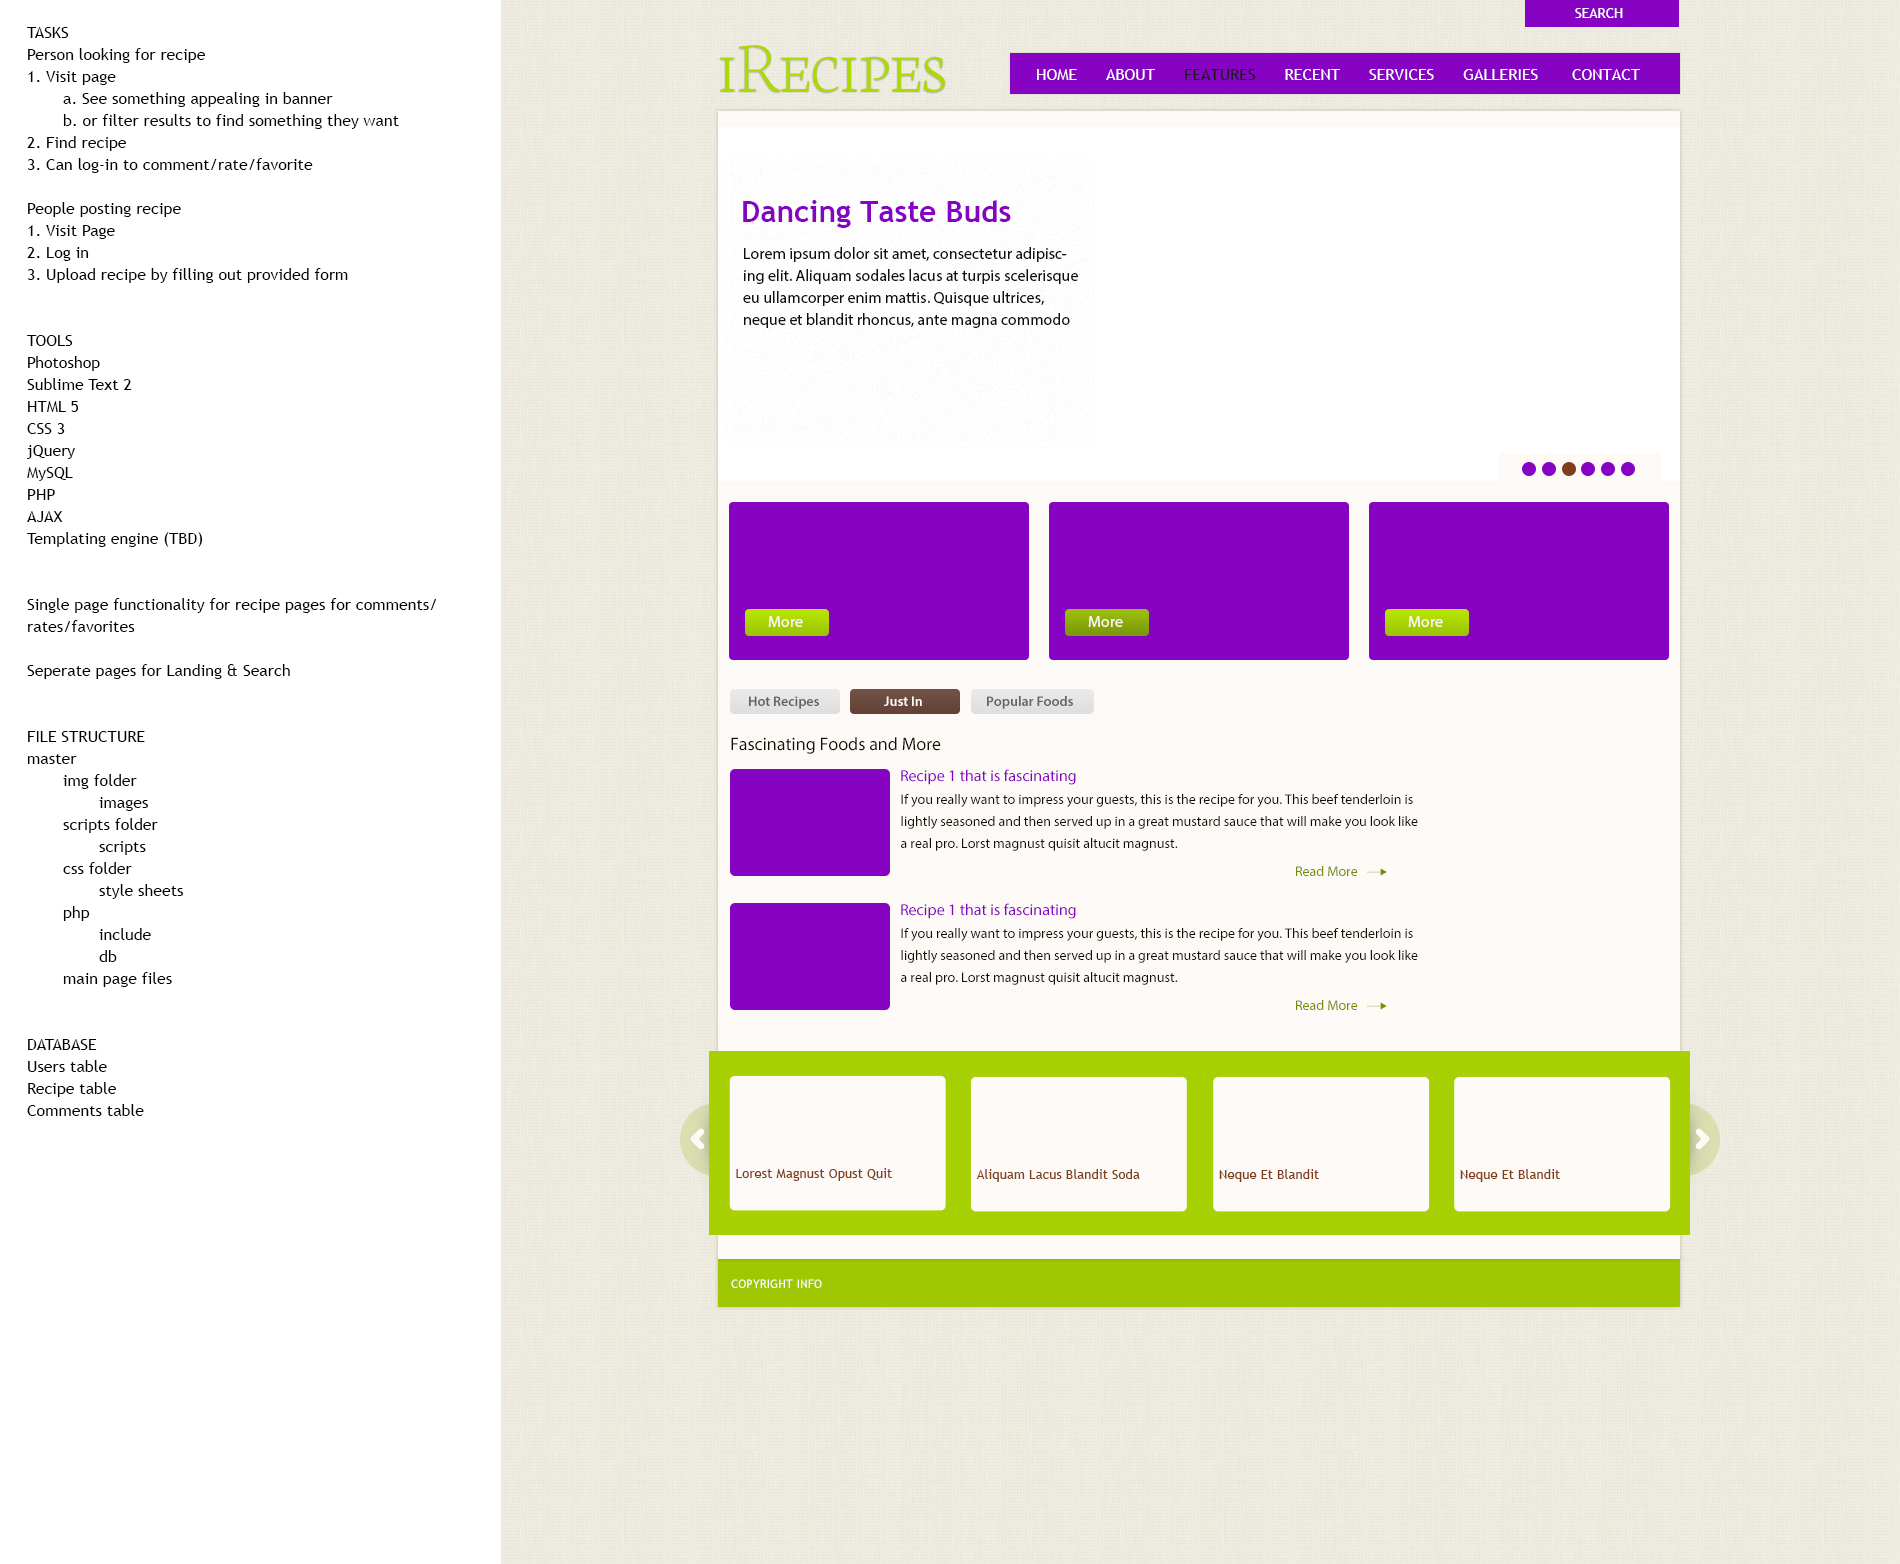 TASKS
Person looking for recipe
1. Visit page
a. See something appealing in banner
b. or filter results to find something they want
2. Find recipe
3. Can log-in to comment/rate/favorite
People posting recipe
1. Visit Page
2. Log in
3. Upload recipe by filling out provided form
TOOLS
Photoshop
Sublime Text 2
HTML 5
CSS 3
jQuery
MySQL
PHP
AJAX
Templating engine (TBD)
Single page functionality for recipe pages for comments/
rates/favorites
Seperate pages for Landing & Search
FILE STRUCTURE
master
img folder
images
scripts folder
scripts
css folder
style sheets
php
include
db
main page files
DATABASE
Users table
Recipe table
Comments table
SEARCH
iRecipes
HOME ABOUT FEATURES RECENT SERVICES GALLERIES CONTACT
Dancing Taste Buds
Lorem ipsum dolor sit amet, consectetur adipisc-
ing elit. Aliquam sodales lacus at turpis scelerisque
eu ullamcorper enim mattis. Quisque ultrices,
neque et blandit rhoncus, ante magna commodo
More More More
Hot Recipes Just In Popular Foods
Fascinating Foods and More
Recipe 1 that is fascinating
If you really want to impress your guests, this is the recipe for you. This beef tenderloin is
lightly seasoned and then served up in a great mustard sauce that will make you look like
a real pro. Lorst magnust quisit altucit magnust.
Read More
Recipe 1 that is fascinating
If you really want to impress your guests, this is the recipe for you. This beef tenderloin is
lightly seasoned and then served up in a great mustard sauce that will make you look like
a real pro. Lorst magnust quisit altucit magnust.
Read More
Lorest Magnust Opust Quit
Aliquam Lacus Blandit Soda
Neque Et Blandit
Neque Et Blandit
COPYRIGHT INFO